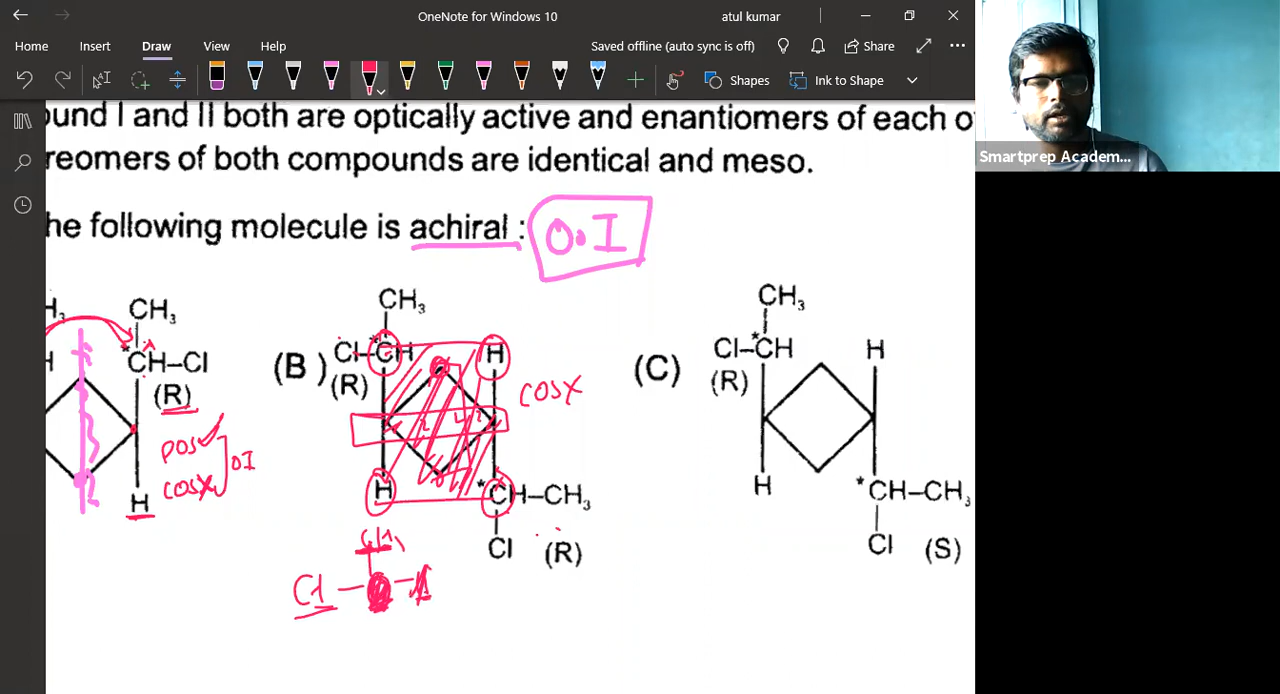 OneNote for Windows 10
atul kumar
Home Insert Draw View Help
Saved offline (auto sync is off)
Share
Shapes
Ink to Shape
Smartprep Academ...
ound I and II both are optically active and enantiomers of each o
reomers of both compounds are identical and meso.
he following molecule is achiral :
O.I
H₃
CH₃
H
*CH–Cl
(R)
pos✓
cosx
OI
H
(B)
CH₃
Cl–*CH
(R)
H
H
*CH–CH₃
Cl
(R)
cosx
Cl
(C)
CH₃
Cl–*CH
(R)
H
H
*CH–CH₃
Cl
(S)